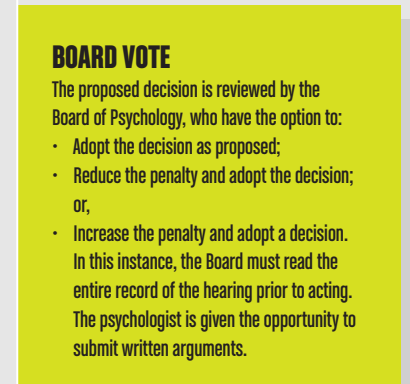 BOARD VOTE
The proposed decision is reviewed by the
Board of Psychology, who have the option to:
• Adopt the decision as proposed;
• Reduce the penalty and adopt the decision;
or,
• Increase the penalty and adopt a decision.
In this instance, the Board must read the
entire record of the hearing prior to acting.
The psychologist is given the opportunity to
submit written arguments.